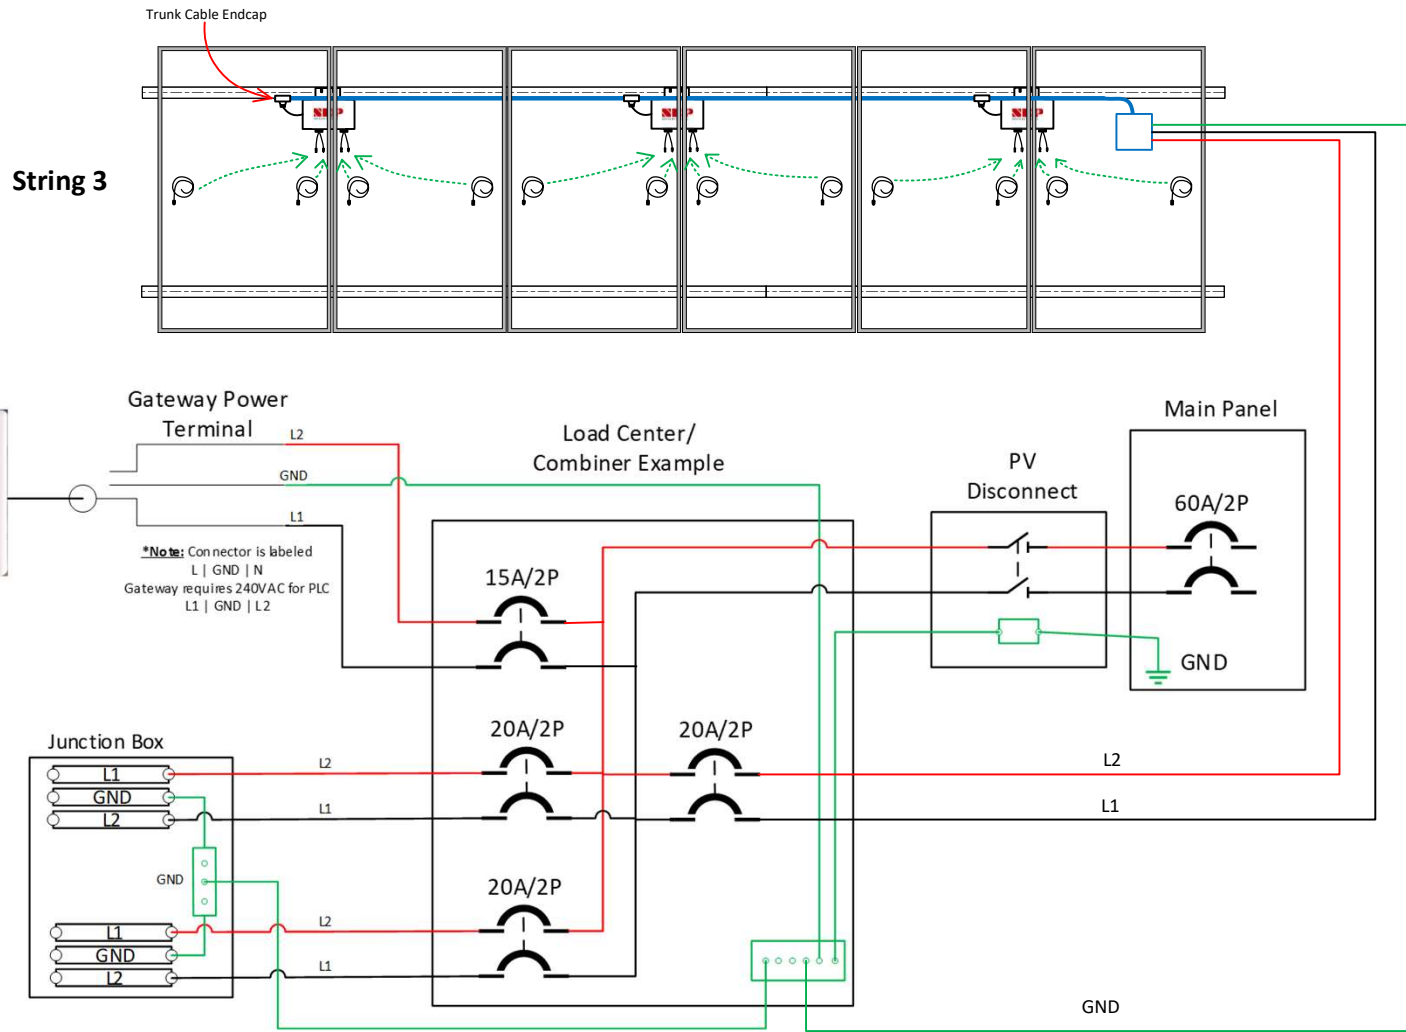 Trunk Cable Endcap
String 3
Gateway Power
Terminal
L2
GND
L1
*Note: Connector is labeled
L | GND | N
Gateway requires 240VAC for PLC
L1 | GND | L2
Load Center/
Combiner Example
PV
Disconnect
Main Panel
60A/2P
GND
15A/2P
20A/2P
20A/2P
20A/2P
Junction Box
L1
GND
L2
GND
L1
GND
L2
L2
L1
L2
L1
L2
L1
GND